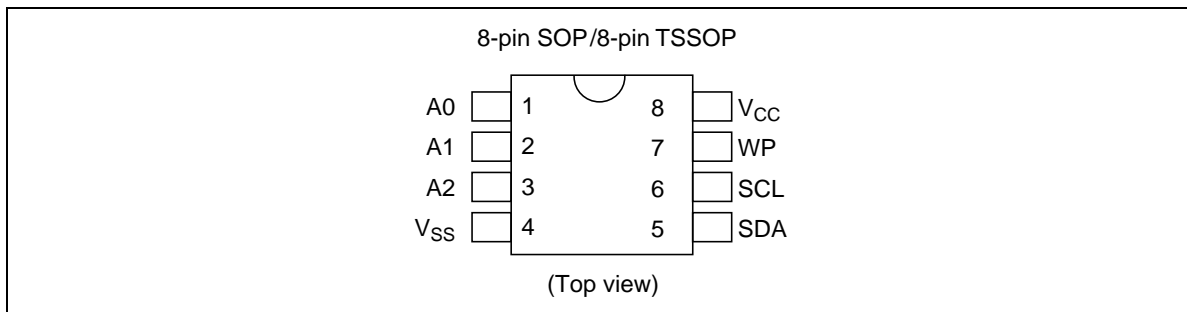 8-pin SOP/8-pin TSSOP
A0 1 8 VCC
A1 2 7 WP
A2 3 6 SCL
VSS 4 5 SDA
(Top view)